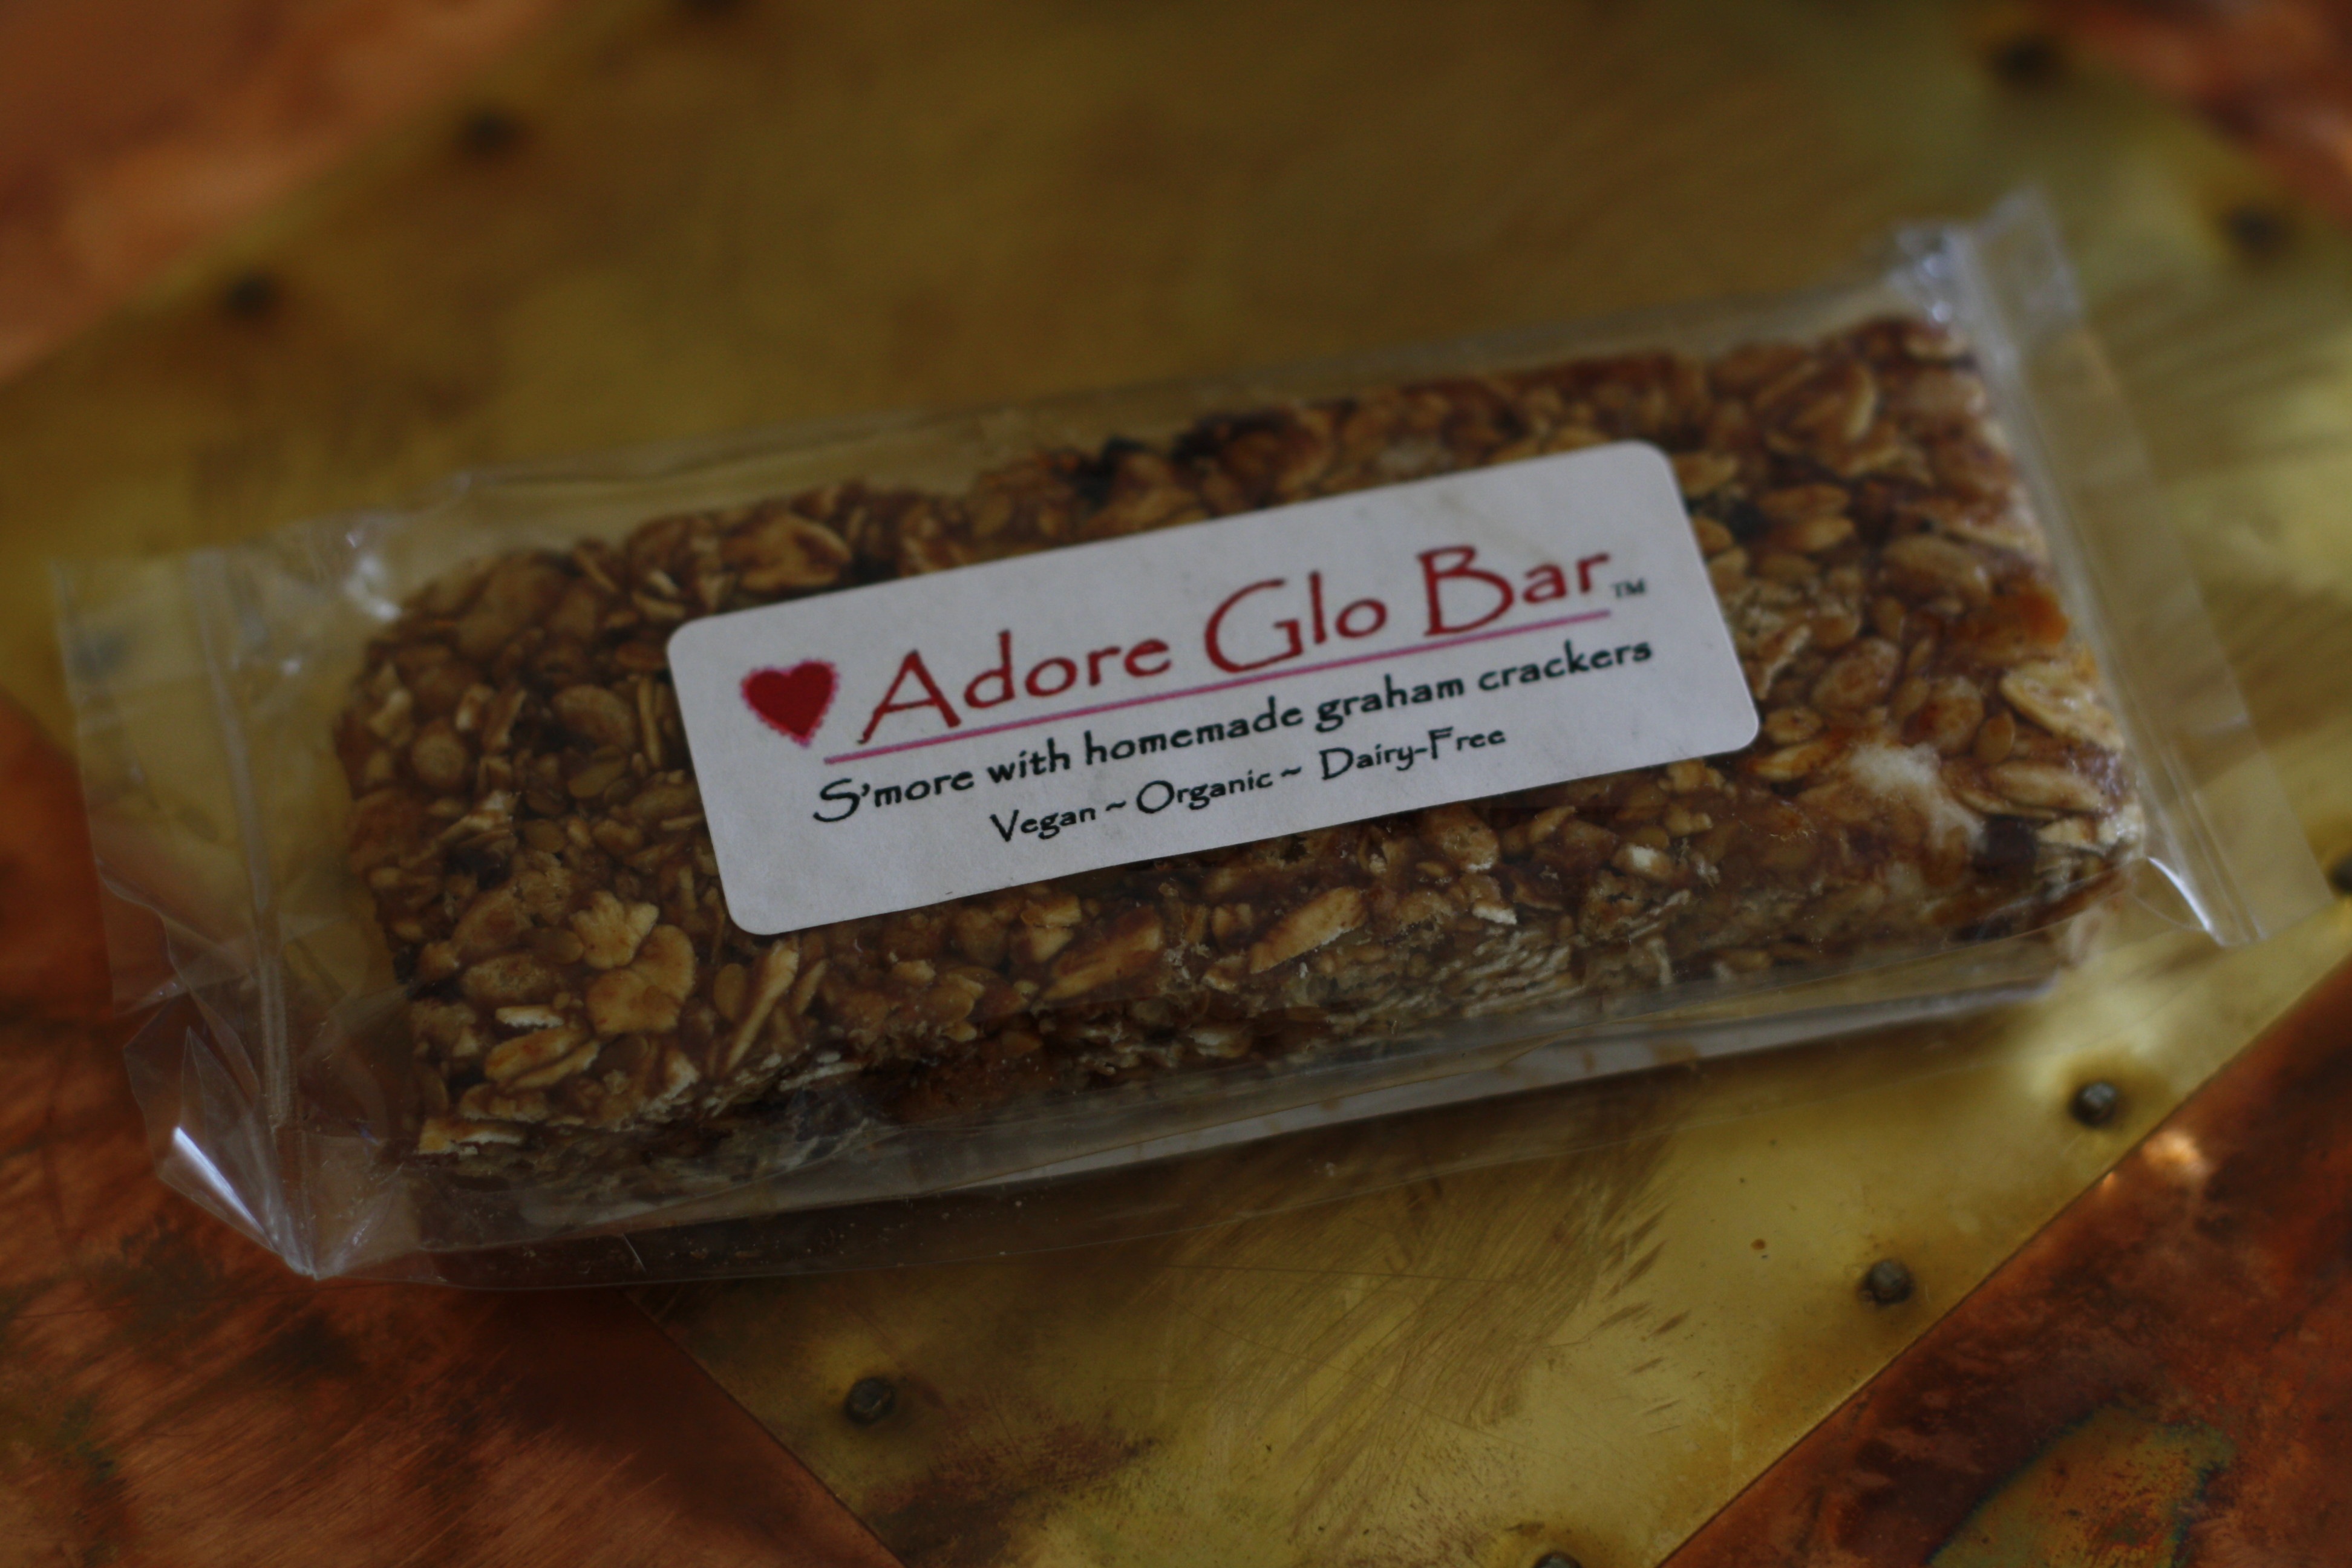 Adore Glo Bar™
S'more with homemade graham crackers
Vegan ~ Organic ~ Dairy-Free